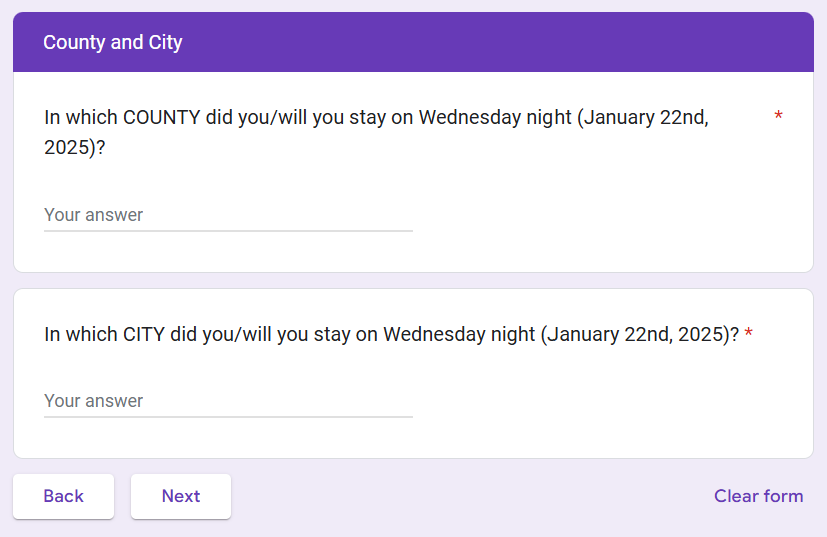 County and City
In which COUNTY did you/will you stay on Wednesday night (January 22nd, *
2025)?
Your answer
In which CITY did you/will you stay on Wednesday night (January 22nd, 2025)? *
Your answer
Back Next Clear form